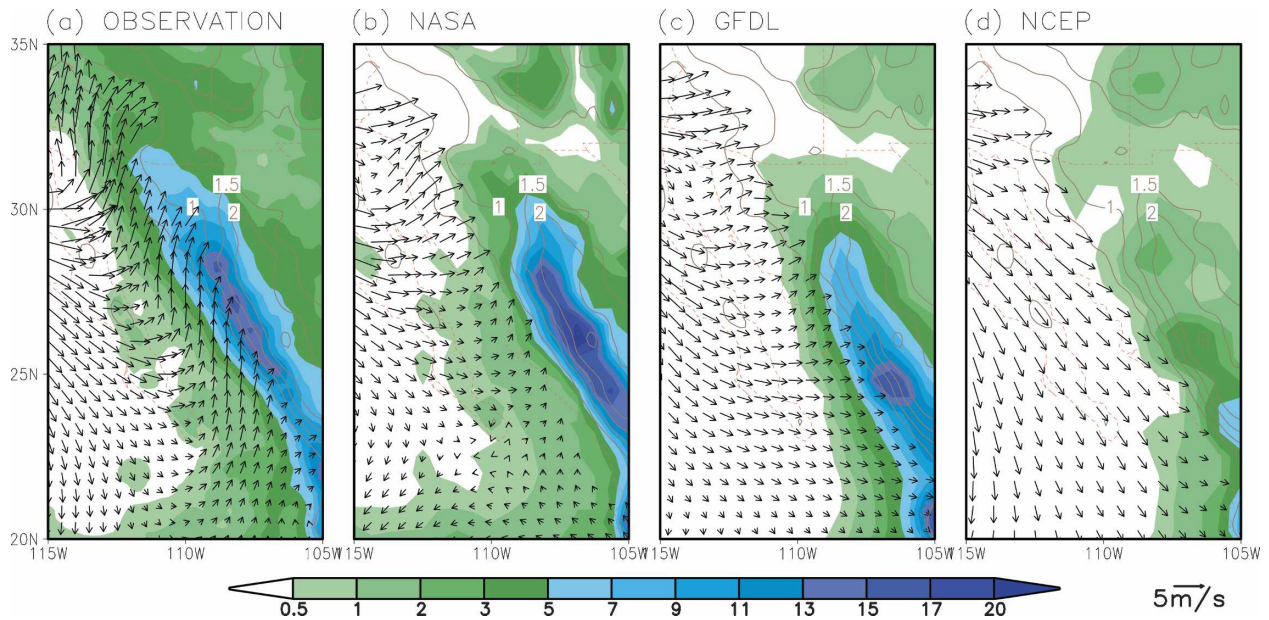 (a) OBSERVATION (b) NASA (c) GFDL (d) NCEP
35N
1.5 1.5 1.5 1.5
30N 1 2 1 2 1 2 1 2
25N
20N
115W 110W 105W 115W 110W 105W 115W 110W 105W 115W 110W 105W
0.5 1 2 3 5 7 9 11 13 15 17 20
5m/s